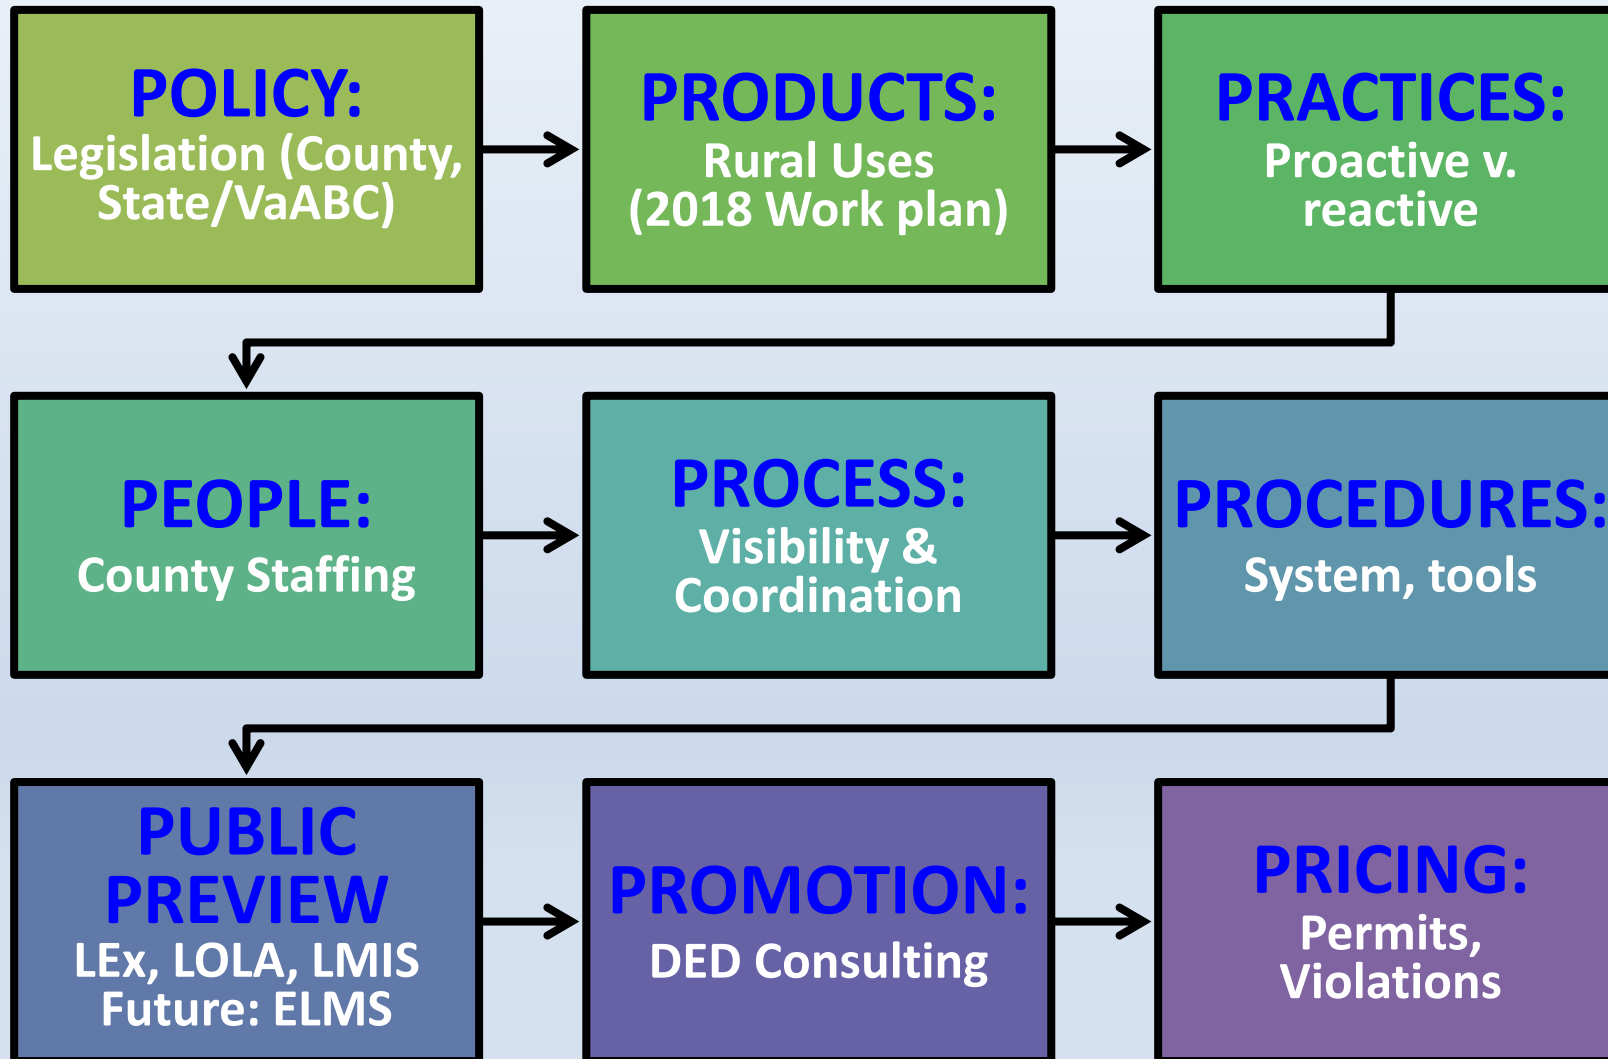 POLICY:
Legislation (County,
State/VaABC)
PRODUCTS:
Rural Uses
(2018 Work plan)
PRACTICES:
Proactive v.
reactive
PEOPLE:
County Staffing
PROCESS:
Visibility &
Coordination
PROCEDURES:
System, tools
PUBLIC
PREVIEW
LEx, LOLA, LMIS
Future: ELMS
PROMOTION:
DED Consulting
PRICING:
Permits,
Violations